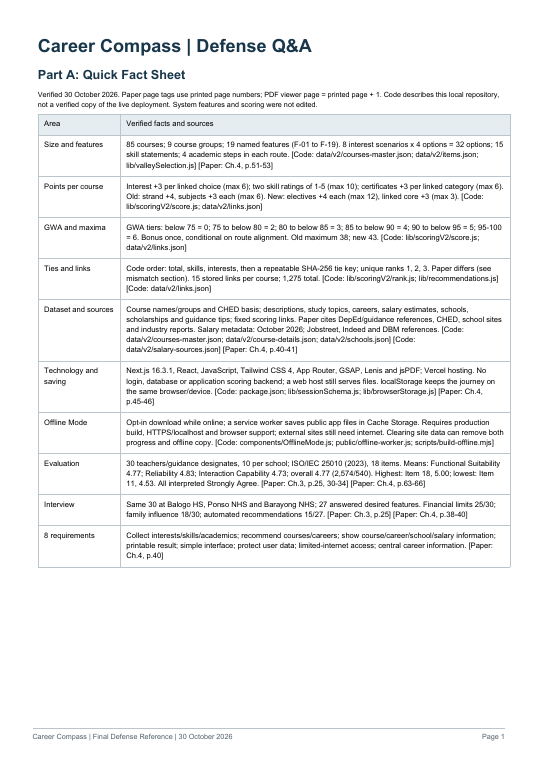 Career Compass | Defense Q&A
Part A: Quick Fact Sheet
Verified 30 October 2026. Paper page tags use printed page numbers; PDF viewer page = printed page + 1. Code describes this local repository,
not a verified copy of the live deployment. System features and scoring were not edited.
Area
Verified facts and sources
Size and features
85 courses; 9 course groups; 19 named features (F-01 to F-19). 8 interest scenarios x 4 options = 32 options; 15
skill statements; 4 academic steps in each route. [Code: data/v2/courses-master.json; data/v2/items.json;
lib/valleySelection.js] [Paper: Ch.4, p.51-53]
Points per course
Interest +3 per linked choice (max 6); two skill ratings of 1-5 (max 10); certificates +3 per linked category (max 6).
Old: strand +4, subjects +3 each (max 6). New: electives +4 each (max 12), linked core +3 (max 3). [Code:
lib/scoringV2/score.js; data/v2/links.json]
GWA and maxima
GWA tiers: below 75 = 0; 75 to below 80 = 2; 80 to below 85 = 3; 85 to below 90 = 4; 90 to below 95 = 5; 95-100
= 6. Bonus once, conditional on route alignment. Old maximum 38; new 43. [Code: lib/scoringV2/score.js;
data/v2/links.json]
Ties and links
Code order: total, skills, interests, then a repeatable SHA-256 tie key; unique ranks 1, 2, 3. Paper differs (see
mismatch section). 15 stored links per course; 1,275 total. [Code: lib/scoringV2/rank.js; lib/recommendations.js]
[Code: data/v2/links.json]
Dataset and sources
Course names/groups and CHED basis; descriptions, study topics, careers, salary estimates, schools,
scholarships and guidance tips; fixed scoring links. Paper cites DepEd/guidance references, CHED, school sites
and industry reports. Salary metadata: October 2026; Jobstreet, Indeed and DBM references. [Code:
data/v2/courses-master.json; data/v2/course-details.json; data/v2/schools.json] [Code:
data/v2/salary-sources.json] [Paper: Ch.4, p.40-41]
Technology and
saving
Next.js 16.3.1, React, JavaScript, Tailwind CSS 4, App Router, GSAP, Lenis and jsPDF; Vercel hosting. No
login, database or application scoring backend; a web host still serves files. localStorage keeps the journey on
the same browser/device. [Code: package.json; lib/sessionSchema.js; lib/browserStorage.js] [Paper: Ch.4,
p.45-46]
Offline Mode
Opt-in download while online; a service worker saves public app files in Cache Storage. Requires production
build, HTTPS/localhost and browser support; external sites still need internet. Clearing site data can remove both
progress and offline copy. [Code: components/OfflineMode.js; public/offline-worker.js; scripts/build-offline.mjs]
Evaluation
30 teachers/guidance designates, 10 per school; ISO/IEC 25010 (2023), 18 items. Means: Functional Suitability
4.77; Reliability 4.83; Interaction Capability 4.73; overall 4.77 (2,574/540). Highest: Item 18, 5.00; lowest: Item
11, 4.53. All interpreted Strongly Agree. [Paper: Ch.3, p.25, 30-34] [Paper: Ch.4, p.63-66]
Interview
Same 30 at Balogo HS, Ponso NHS and Barayong NHS; 27 answered desired features. Financial limits 25/30;
family influence 18/30; automated recommendations 15/27. [Paper: Ch.3, p.25] [Paper: Ch.4, p.38-40]
8 requirements
Collect interests/skills/academics; recommend courses/careers; show course/career/school/salary information;
printable result; simple interface; protect user data; limited-internet access; central career information. [Paper:
Ch.4, p.40]
Career Compass | Final Defense Reference | 30 October 2026
Page 1